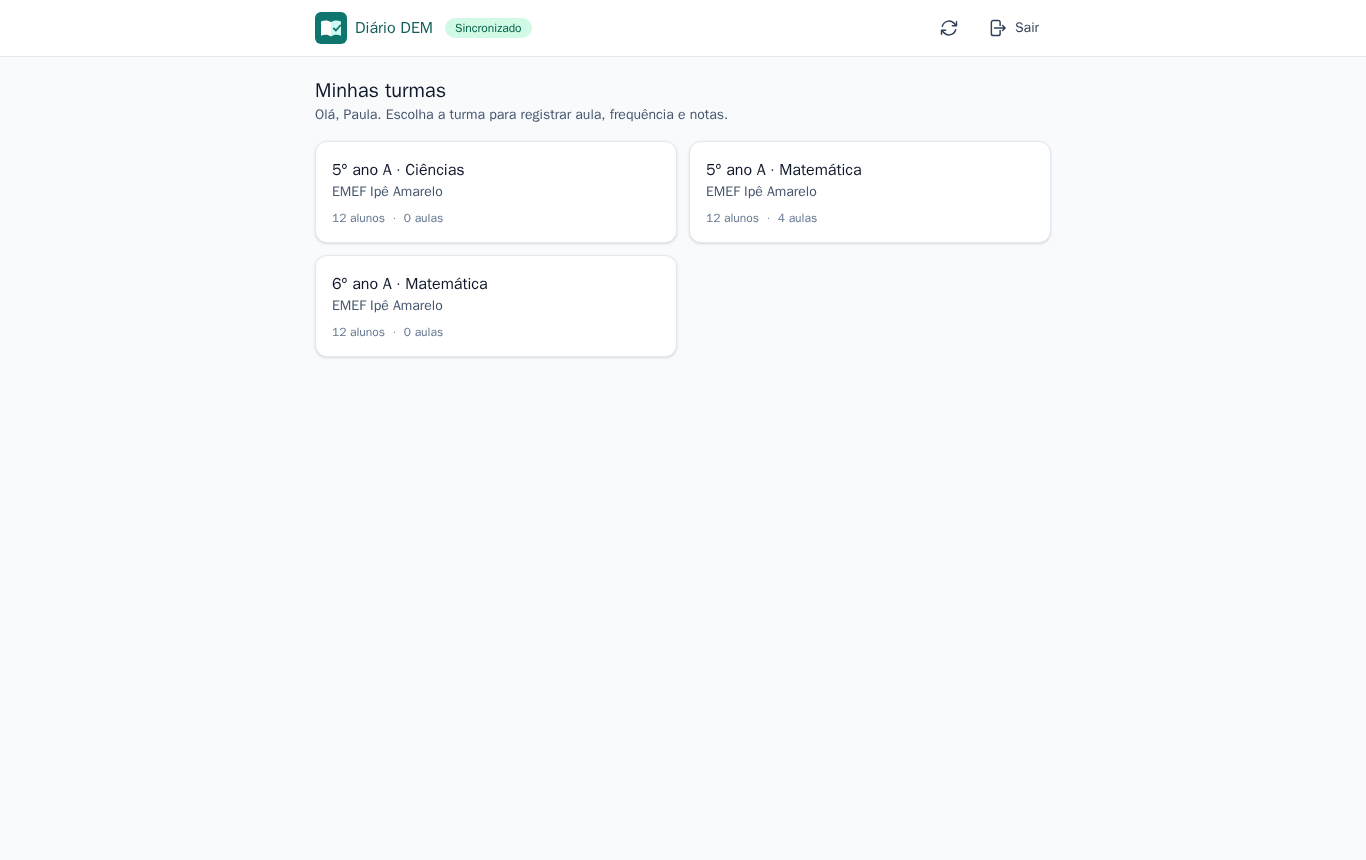 Diário DEM
Sincronizado
Sair
Minhas turmas
Olá, Paula. Escolha a turma para registrar aula, frequência e notas.
5º ano A · Ciências
EMEF Ipê Amarelo
12 alunos · 0 aulas
5º ano A · Matemática
EMEF Ipê Amarelo
12 alunos · 4 aulas
6º ano A · Matemática
EMEF Ipê Amarelo
12 alunos · 0 aulas